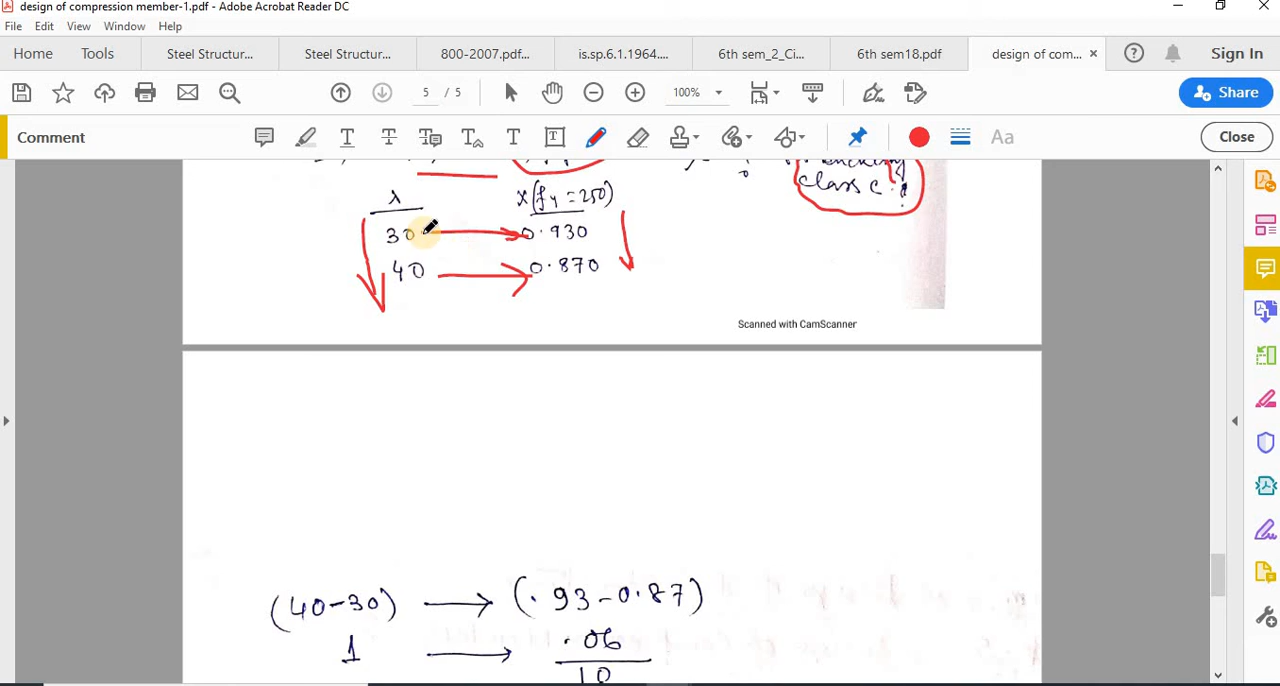 design of compression member-1.pdf - Adobe Acrobat Reader DC
File Edit View Window Help
Home Tools Steel Structur... Steel Structur... 800-2007.pdf... is.sp.6.1.1964.... 6th sem_2_Ci... 6th sem18.pdf design of com... × Sign In
5 / 5 100% Share
Comment Aa Close
class c
λ X(fy = 250)
30 0.930
40 0.870
Scanned with CamScanner
(40-30) → (.93-0.87)
1 → .06
10